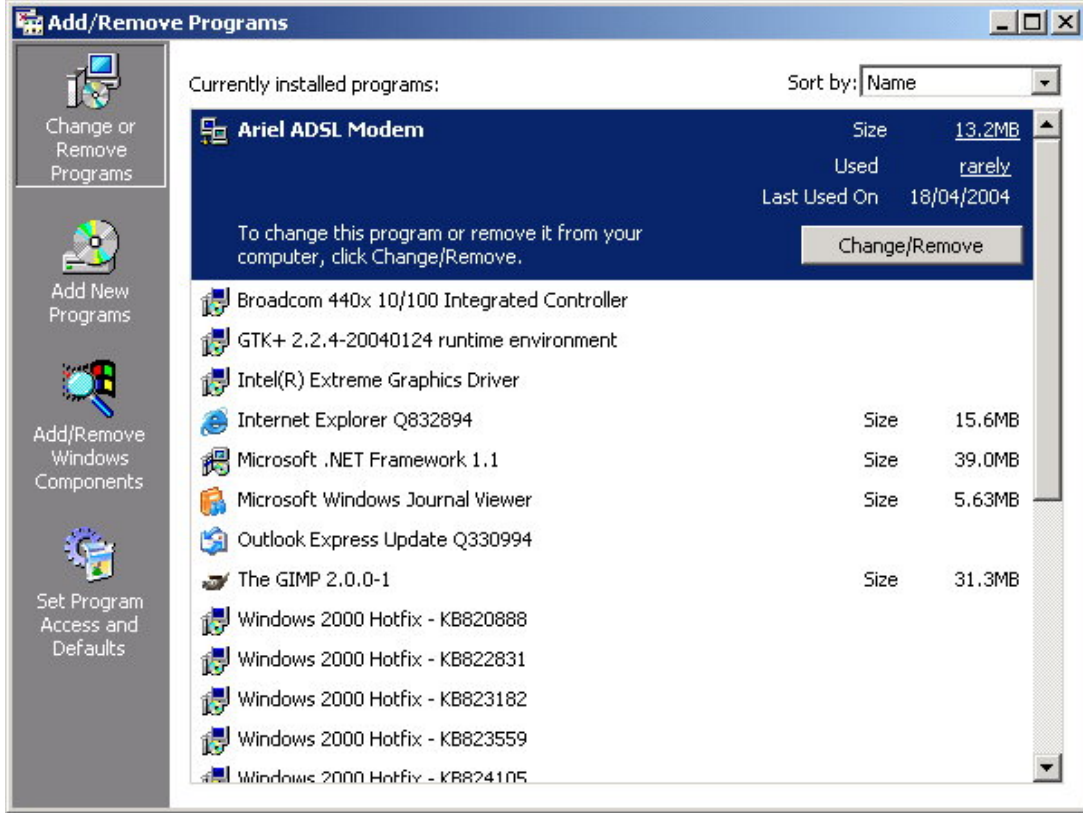 Add/Remove Programs
Change or
Remove
Programs
Add New
Programs
Add/Remove
Windows
Components
Set Program
Access and
Defaults
Currently installed programs:
Sort by: Name
Ariel ADSL Modem Size 13.2MB
Used rarely
Last Used On 18/04/2004
To change this program or remove it from your
computer, click Change/Remove.
Change/Remove
Broadcom 440x 10/100 Integrated Controller
GTK+ 2.2.4-20040124 runtime environment
Intel(R) Extreme Graphics Driver
Internet Explorer Q832894 Size 15.6MB
Microsoft .NET Framework 1.1 Size 39.0MB
Microsoft Windows Journal Viewer Size 5.63MB
Outlook Express Update Q330994
The GIMP 2.0.0-1 Size 31.3MB
Windows 2000 Hotfix - KB820888
Windows 2000 Hotfix - KB822831
Windows 2000 Hotfix - KB823182
Windows 2000 Hotfix - KB823559
Windows 2000 Hotfix - KB824105